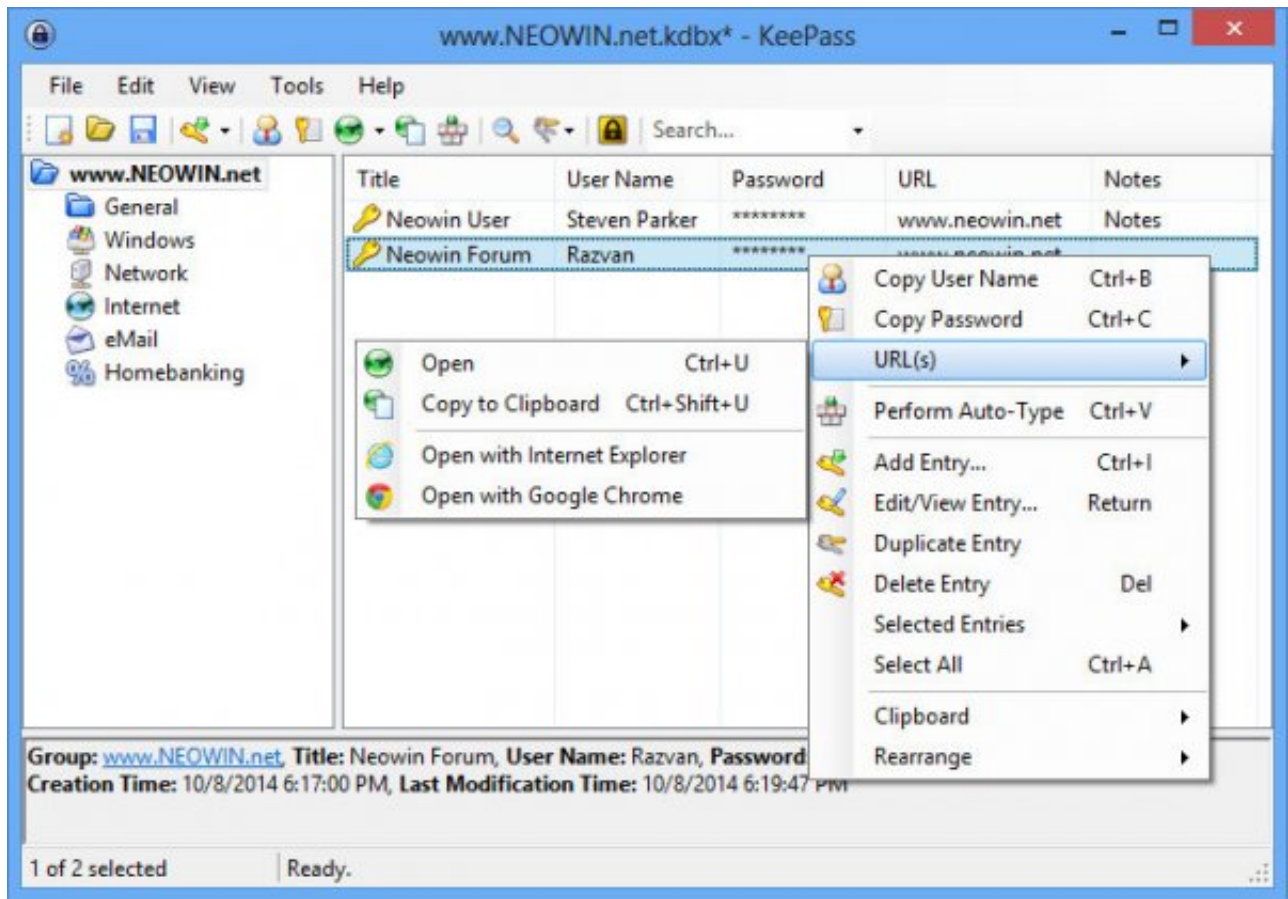 www.NEOWIN.net.kdbx* - KeePass
File Edit View Tools Help
Search...
www.NEOWIN.net
General
Windows
Network
Internet
eMail
Homebanking
Title User Name Password URL Notes
Neowin User Steven Parker ******** www.neowin.net Notes
Neowin Forum Razvan ******** www.neowin.net
Copy User Name Ctrl+B
Copy Password Ctrl+C
URL(s)
Perform Auto-Type Ctrl+V
Add Entry... Ctrl+I
Edit/View Entry... Return
Duplicate Entry
Delete Entry Del
Selected Entries
Select All Ctrl+A
Clipboard
Rearrange
Open Ctrl+U
Copy to Clipboard Ctrl+Shift+U
Open with Internet Explorer
Open with Google Chrome
Group: www.NEOWIN.net, Title: Neowin Forum, User Name: Razvan, Password
Creation Time: 10/8/2014 6:17:00 PM, Last Modification Time: 10/8/2014 6:19:47 PM
1 of 2 selected Ready.